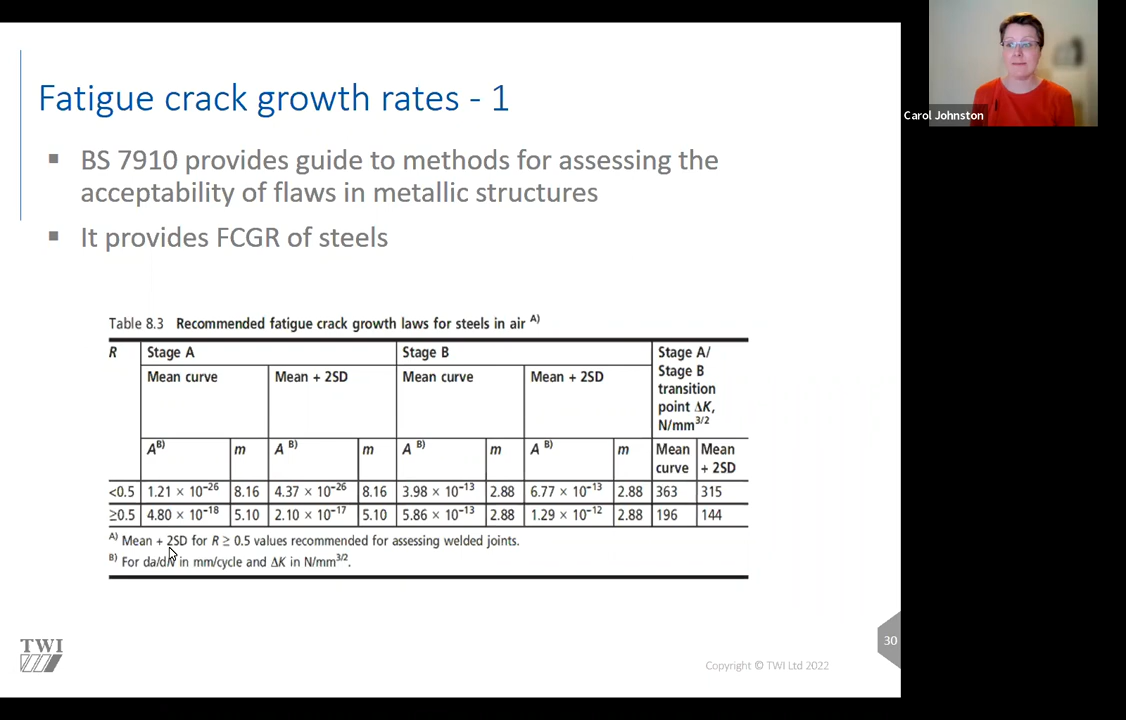 Fatigue crack growth rates - 1
Carol Johnston
▪ BS 7910 provides guide to methods for assessing the
acceptability of flaws in metallic structures
▪ It provides FCGR of steels
Table 8.3 Recommended fatigue crack growth laws for steels in air A)
R Stage A Stage B Stage A/
Stage B
transition
point ΔK,
N/mm3/2
Mean curve Mean + 2SD Mean curve Mean + 2SD
AB) m A B) m A B) m A B) m Mean
curve Mean
+ 2SD
<0.5 1.21 × 10-26 8.16 4.37 × 10-26 8.16 3.98 × 10-13 2.88 6.77 × 10-13 2.88 363 315
≥0.5 4.80 × 10-18 5.10 2.10 × 10-17 5.10 5.86 × 10-13 2.88 1.29 × 10-12 2.88 196 144
A) Mean + 2SD for R ≥ 0.5 values recommended for assessing welded joints.
B) For da/dN in mm/cycle and ΔK in N/mm3/2.
TWI
Copyright © TWI Ltd 2022
30